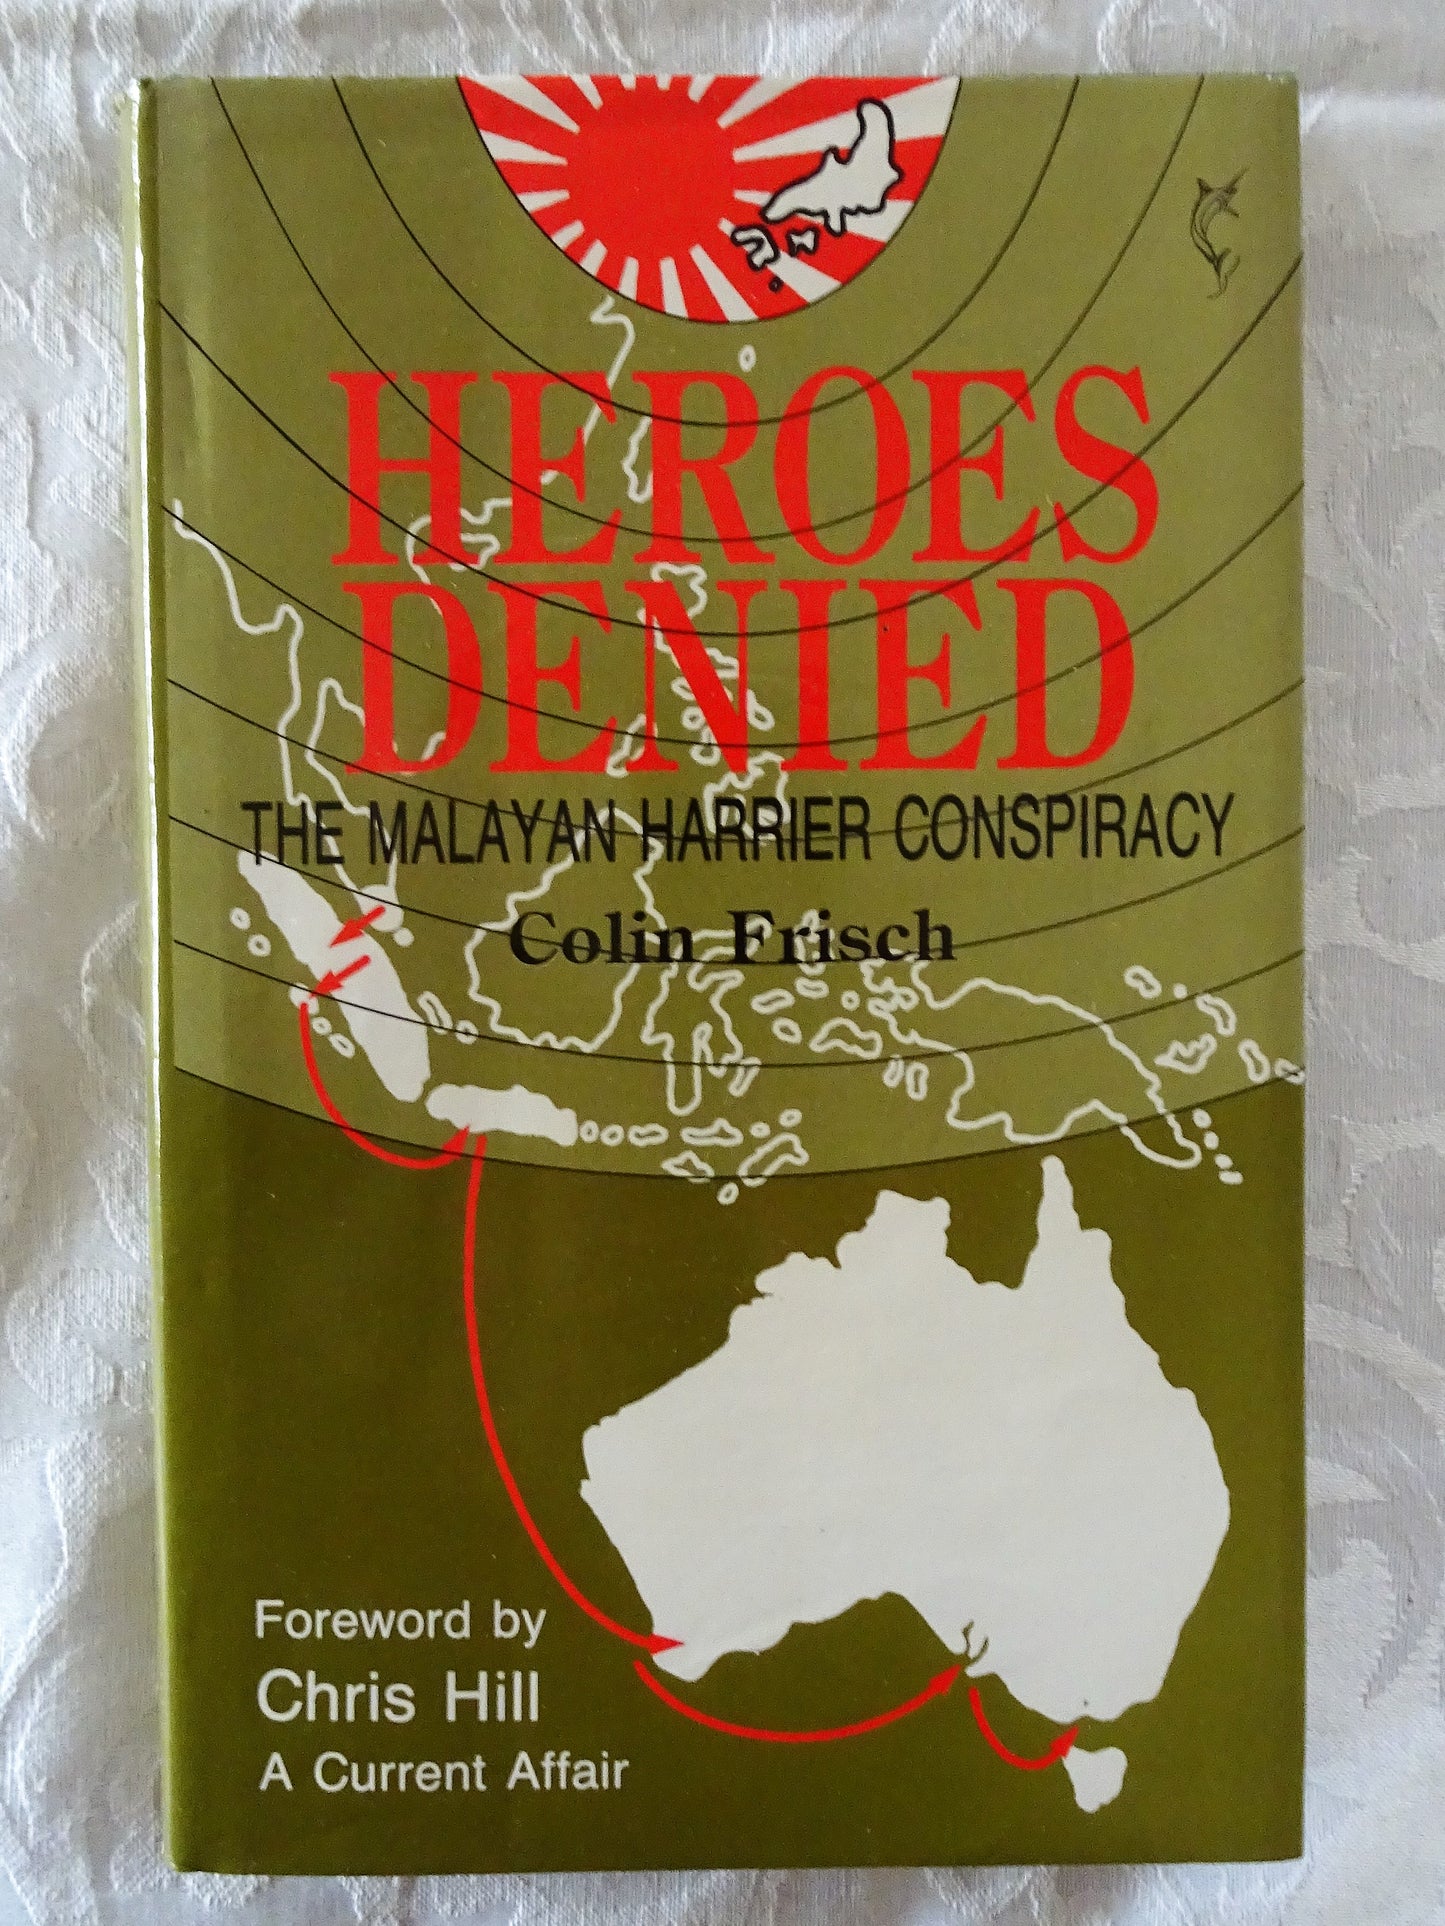 HEROES
DENIED
THE MALAYAN HARRIER CONSPIRACY
Colin Frisch
Foreword by
Chris Hill
A Current Affair